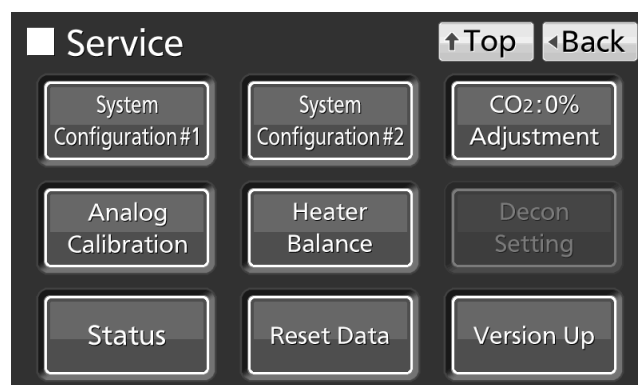 Service
↑Top
◂Back
System
Configuration#1
System
Configuration#2
CO2:0%
Adjustment
Analog
Calibration
Heater
Balance
Decon
Setting
Status
Reset Data
Version Up